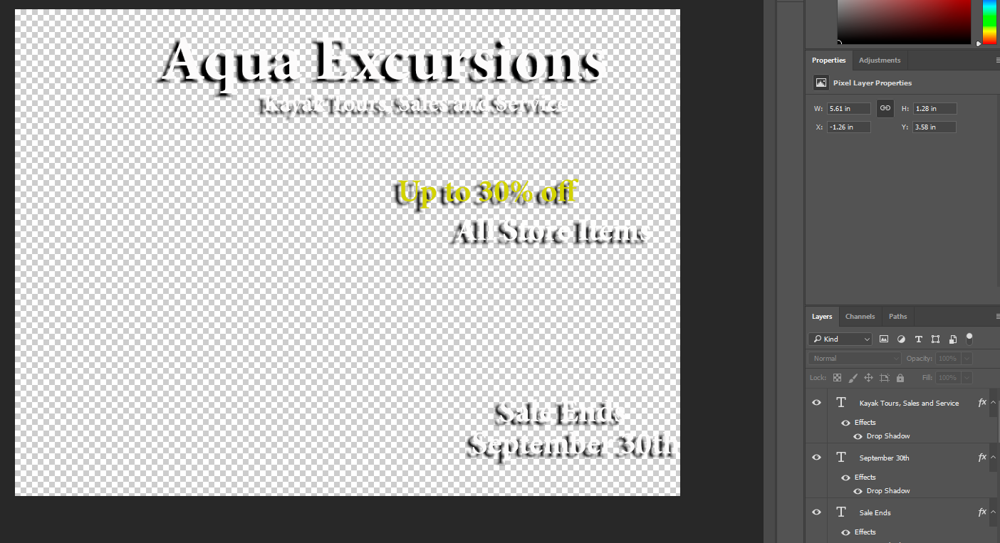 Aqua Excursions
Kayak Tours, Sales and Service
Up to 30% off
All Store Items
Sale Ends
September 30th
Properties Adjustments
Pixel Layer Properties
W: 5.61 in H: 1.28 in
X: -1.26 in Y: 3.58 in
Layers Channels Paths
Kind
Normal Opacity: 100%
Lock: Fill: 100%
T Kayak Tours, Sales and Service fx
Effects
Drop Shadow
T September 30th fx
Effects
Drop Shadow
T Sale Ends fx
Effects